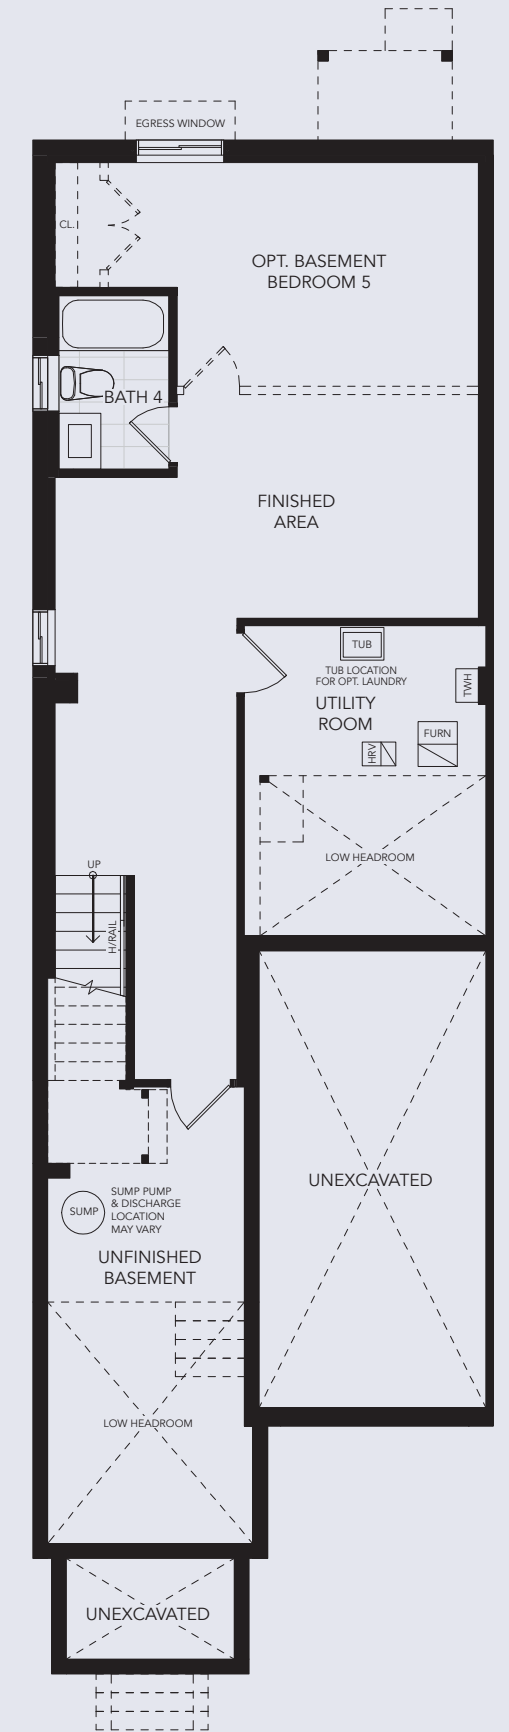 EGRESS WINDOW
CL.
OPT. BASEMENT
BEDROOM 5
BATH 4
FINISHED
AREA
TUB
TUB LOCATION
FOR OPT. LAUNDRY
TWH
UTILITY
ROOM
FURN
HRV
LOW HEADROOM
UP
H/RAIL
UNEXCAVATED
SUMP
SUMP PUMP
& DISCHARGE
LOCATION
MAY VARY
UNFINISHED
BASEMENT
LOW HEADROOM
UNEXCAVATED